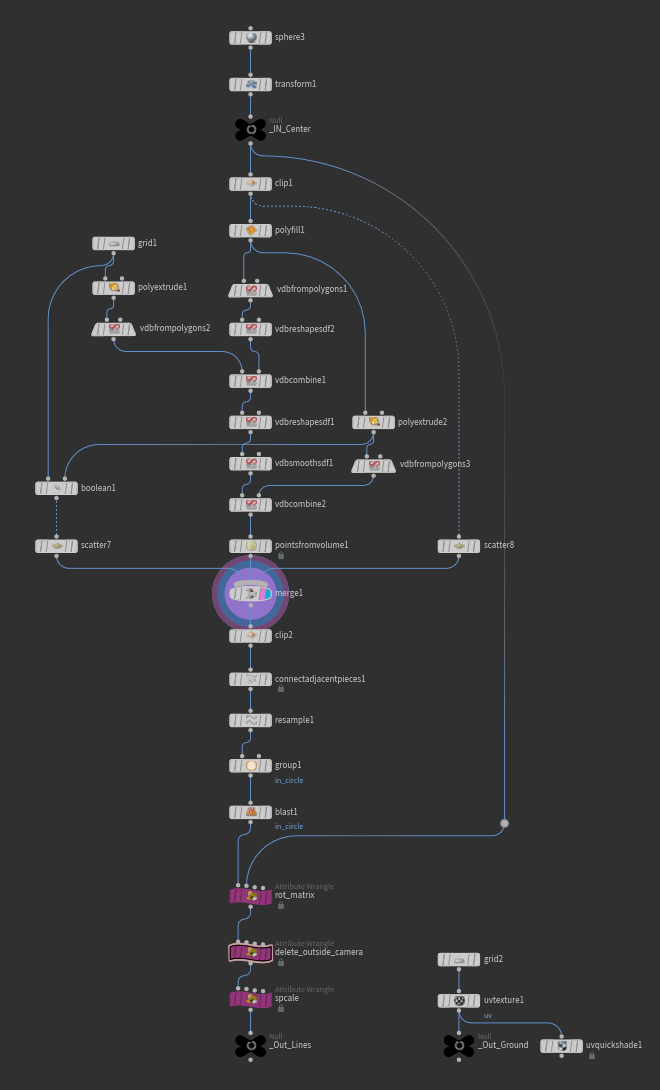 sphere3
transform1
Null
_IN_Center
clip1
polyfill1
grid1
polyextrude1
vdbfrompolygons1
vdbfrompolygons2
vdbreshapesdf2
vdbcombine1
vdbreshapesdf1
polyextrude2
vdbsmoothsdf1
vdbfrompolygons3
boolean1
vdbcombine2
scatter7
pointsfromvolume1
scatter8
merge1
clip2
connectadjacentpieces1
resample1
group1
in_circle
blast1
in_circle
Attribute Wrangle
rot_matrix
Attribute Wrangle
delete_outside_camera
grid2
Attribute Wrangle
spcale
uvtexture1
uv
Null
_Out_Lines
Null
_Out_Ground
uvquickshade1